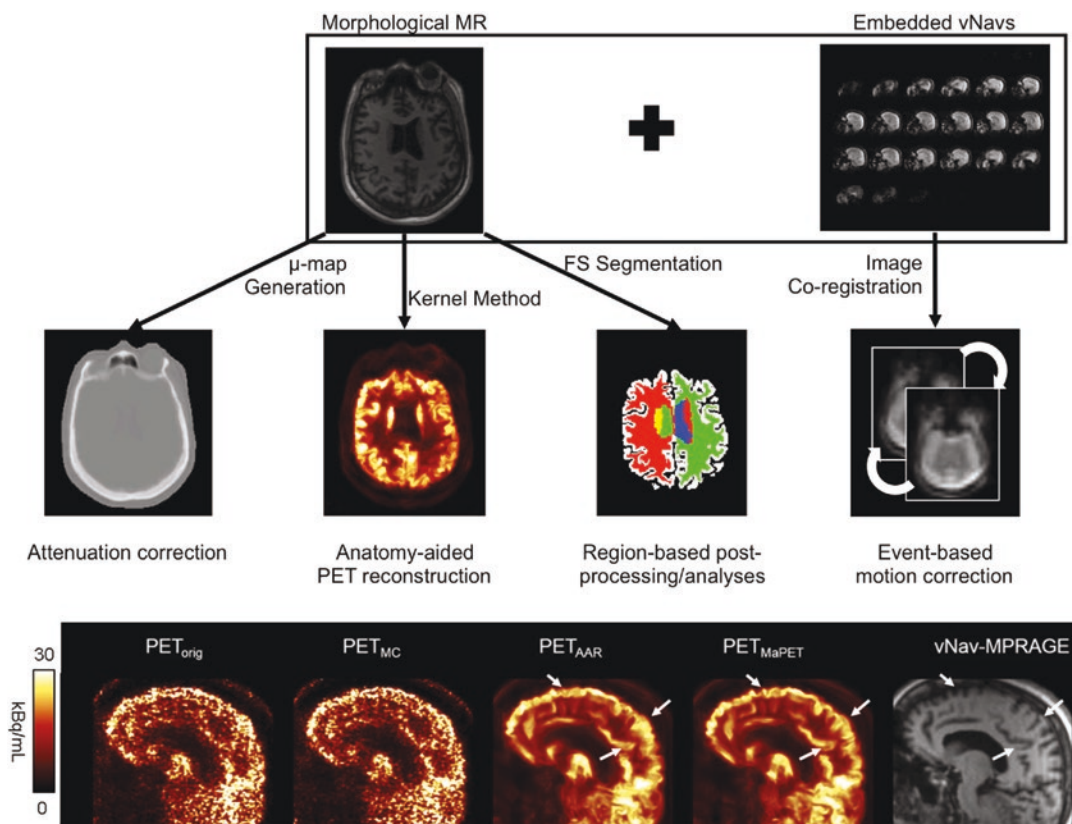 Morphological MR
Embedded vNavs
μ-map
Generation
Kernel Method
FS Segmentation
Image
Co-registration
Attenuation correction
Anatomy-aided
PET reconstruction
Region-based post-
processing/analyses
Event-based
motion correction
30
kBq/mL
0
PETorig
PETMC
PETAAR
PETMaPET
vNav-MPRAGE